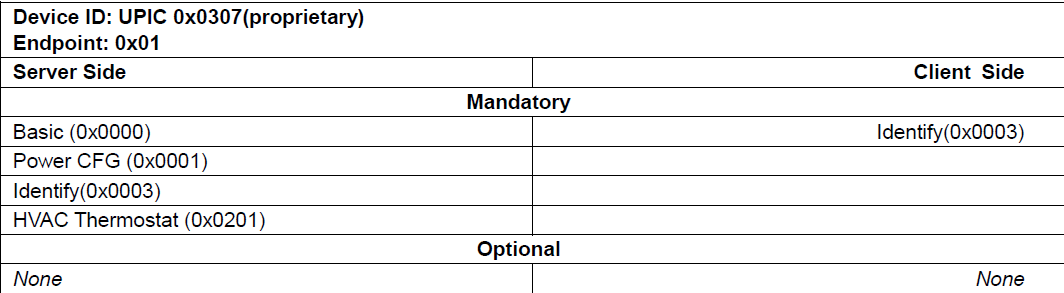 Device ID: UPIC 0x0307(proprietary)
Endpoint: 0x01
Server Side Client Side
Mandatory
Basic (0x0000) Identify(0x0003)
Power CFG (0x0001)
Identify(0x0003)
HVAC Thermostat (0x0201)
Optional
None None